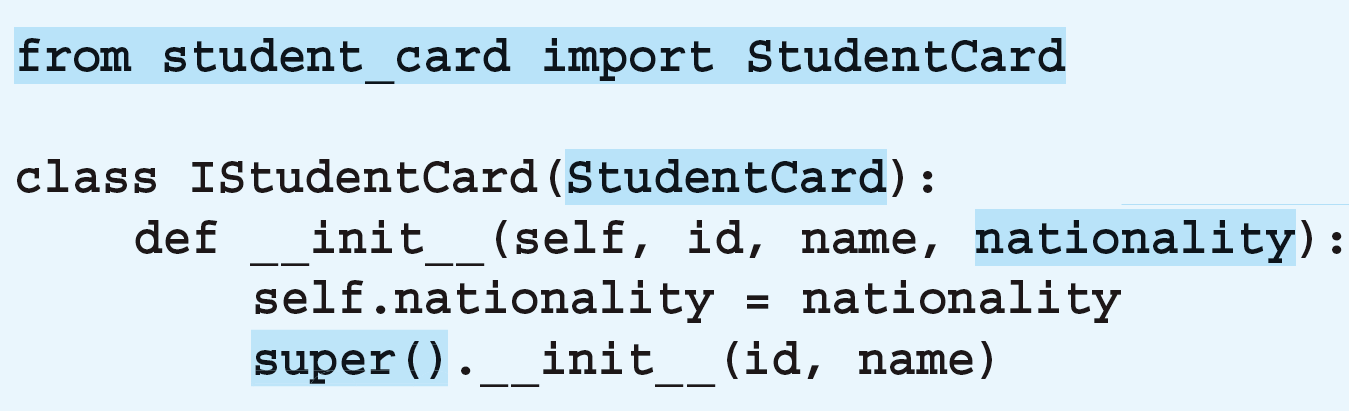 from student_card import StudentCard
class IStudentCard(StudentCard):
    def __init__(self, id, name, nationality):
        self.nationality = nationality
        super().__init__(id, name)